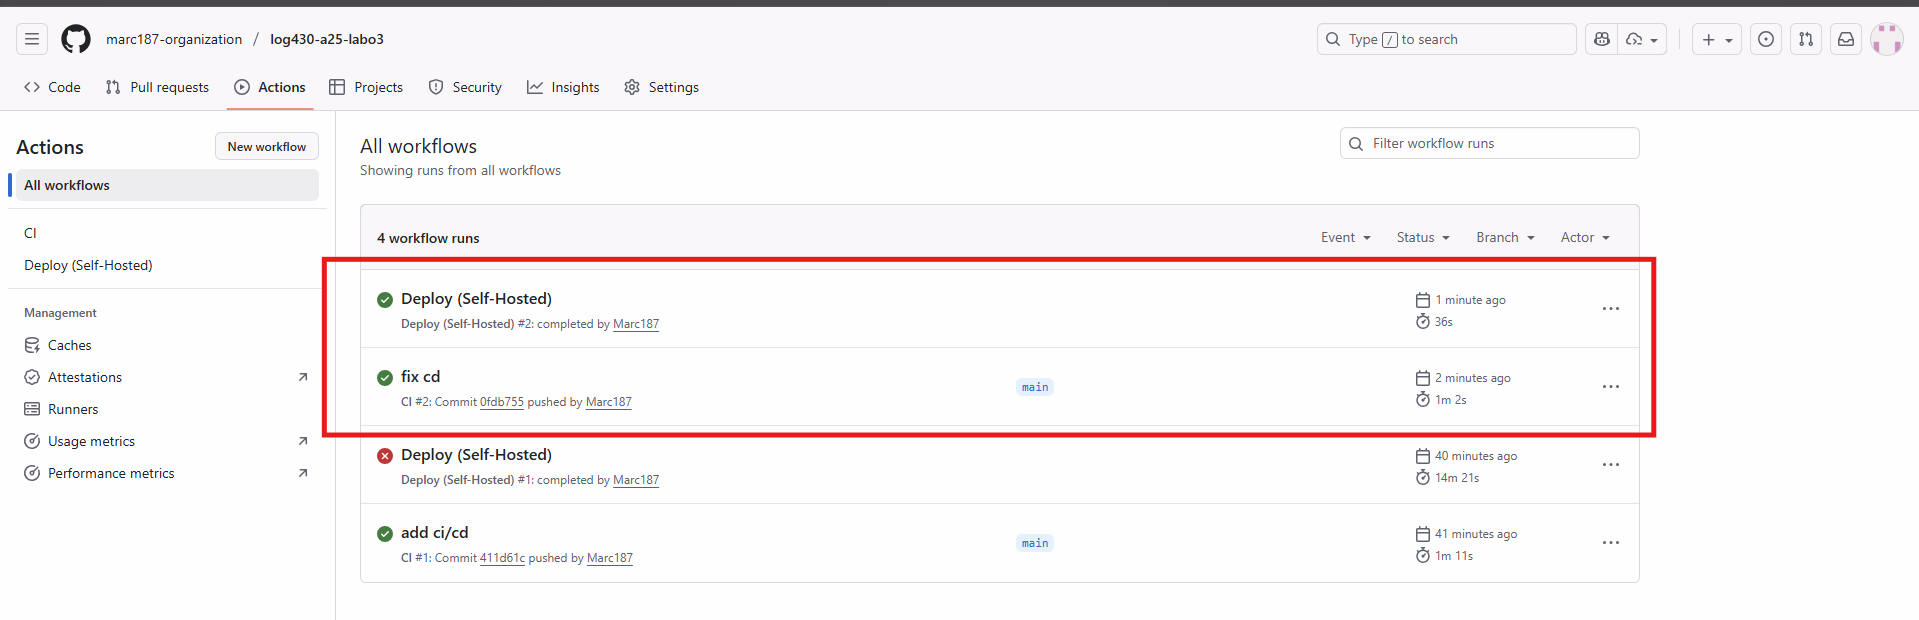 marc187-organization / log430-a25-labo3
Type / to search
Code Pull requests Actions Projects Security Insights Settings
Actions
New workflow
All workflows
CI
Deploy (Self-Hosted)
Management
Caches
Attestations
Runners
Usage metrics
Performance metrics
All workflows
Showing runs from all workflows
Filter workflow runs
4 workflow runs
Event Status Branch Actor
Deploy (Self-Hosted)
Deploy (Self-Hosted) #2: completed by Marc187
1 minute ago
36s
fix cd
CI #2: Commit 0fdb755 pushed by Marc187
main
2 minutes ago
1m 2s
Deploy (Self-Hosted)
Deploy (Self-Hosted) #1: completed by Marc187
40 minutes ago
14m 21s
add ci/cd
CI #1: Commit 411d61c pushed by Marc187
main
41 minutes ago
1m 11s